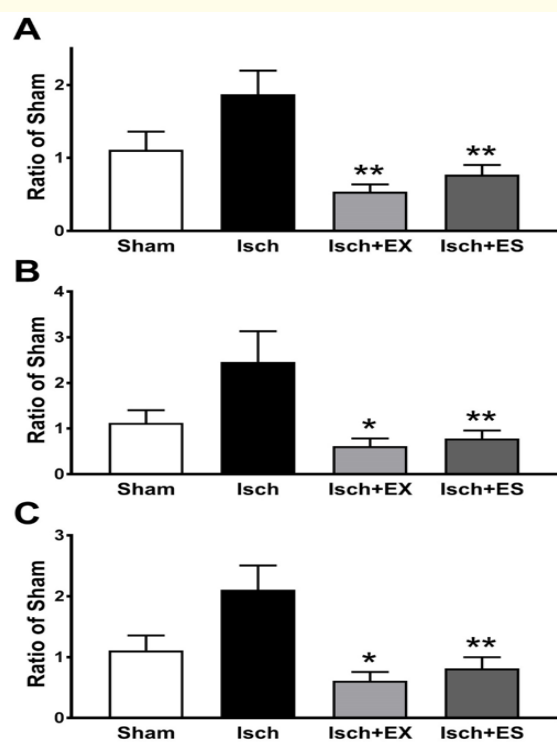 A
Ratio of Sham
2
1
0
**
**
Sham Isch Isch+EX Isch+ES
B
Ratio of Sham
4
3
2
1
0
*
**
Sham Isch Isch+EX Isch+ES
C
Ratio of Sham
3
2
1
0
*
**
Sham Isch Isch+EX Isch+ES